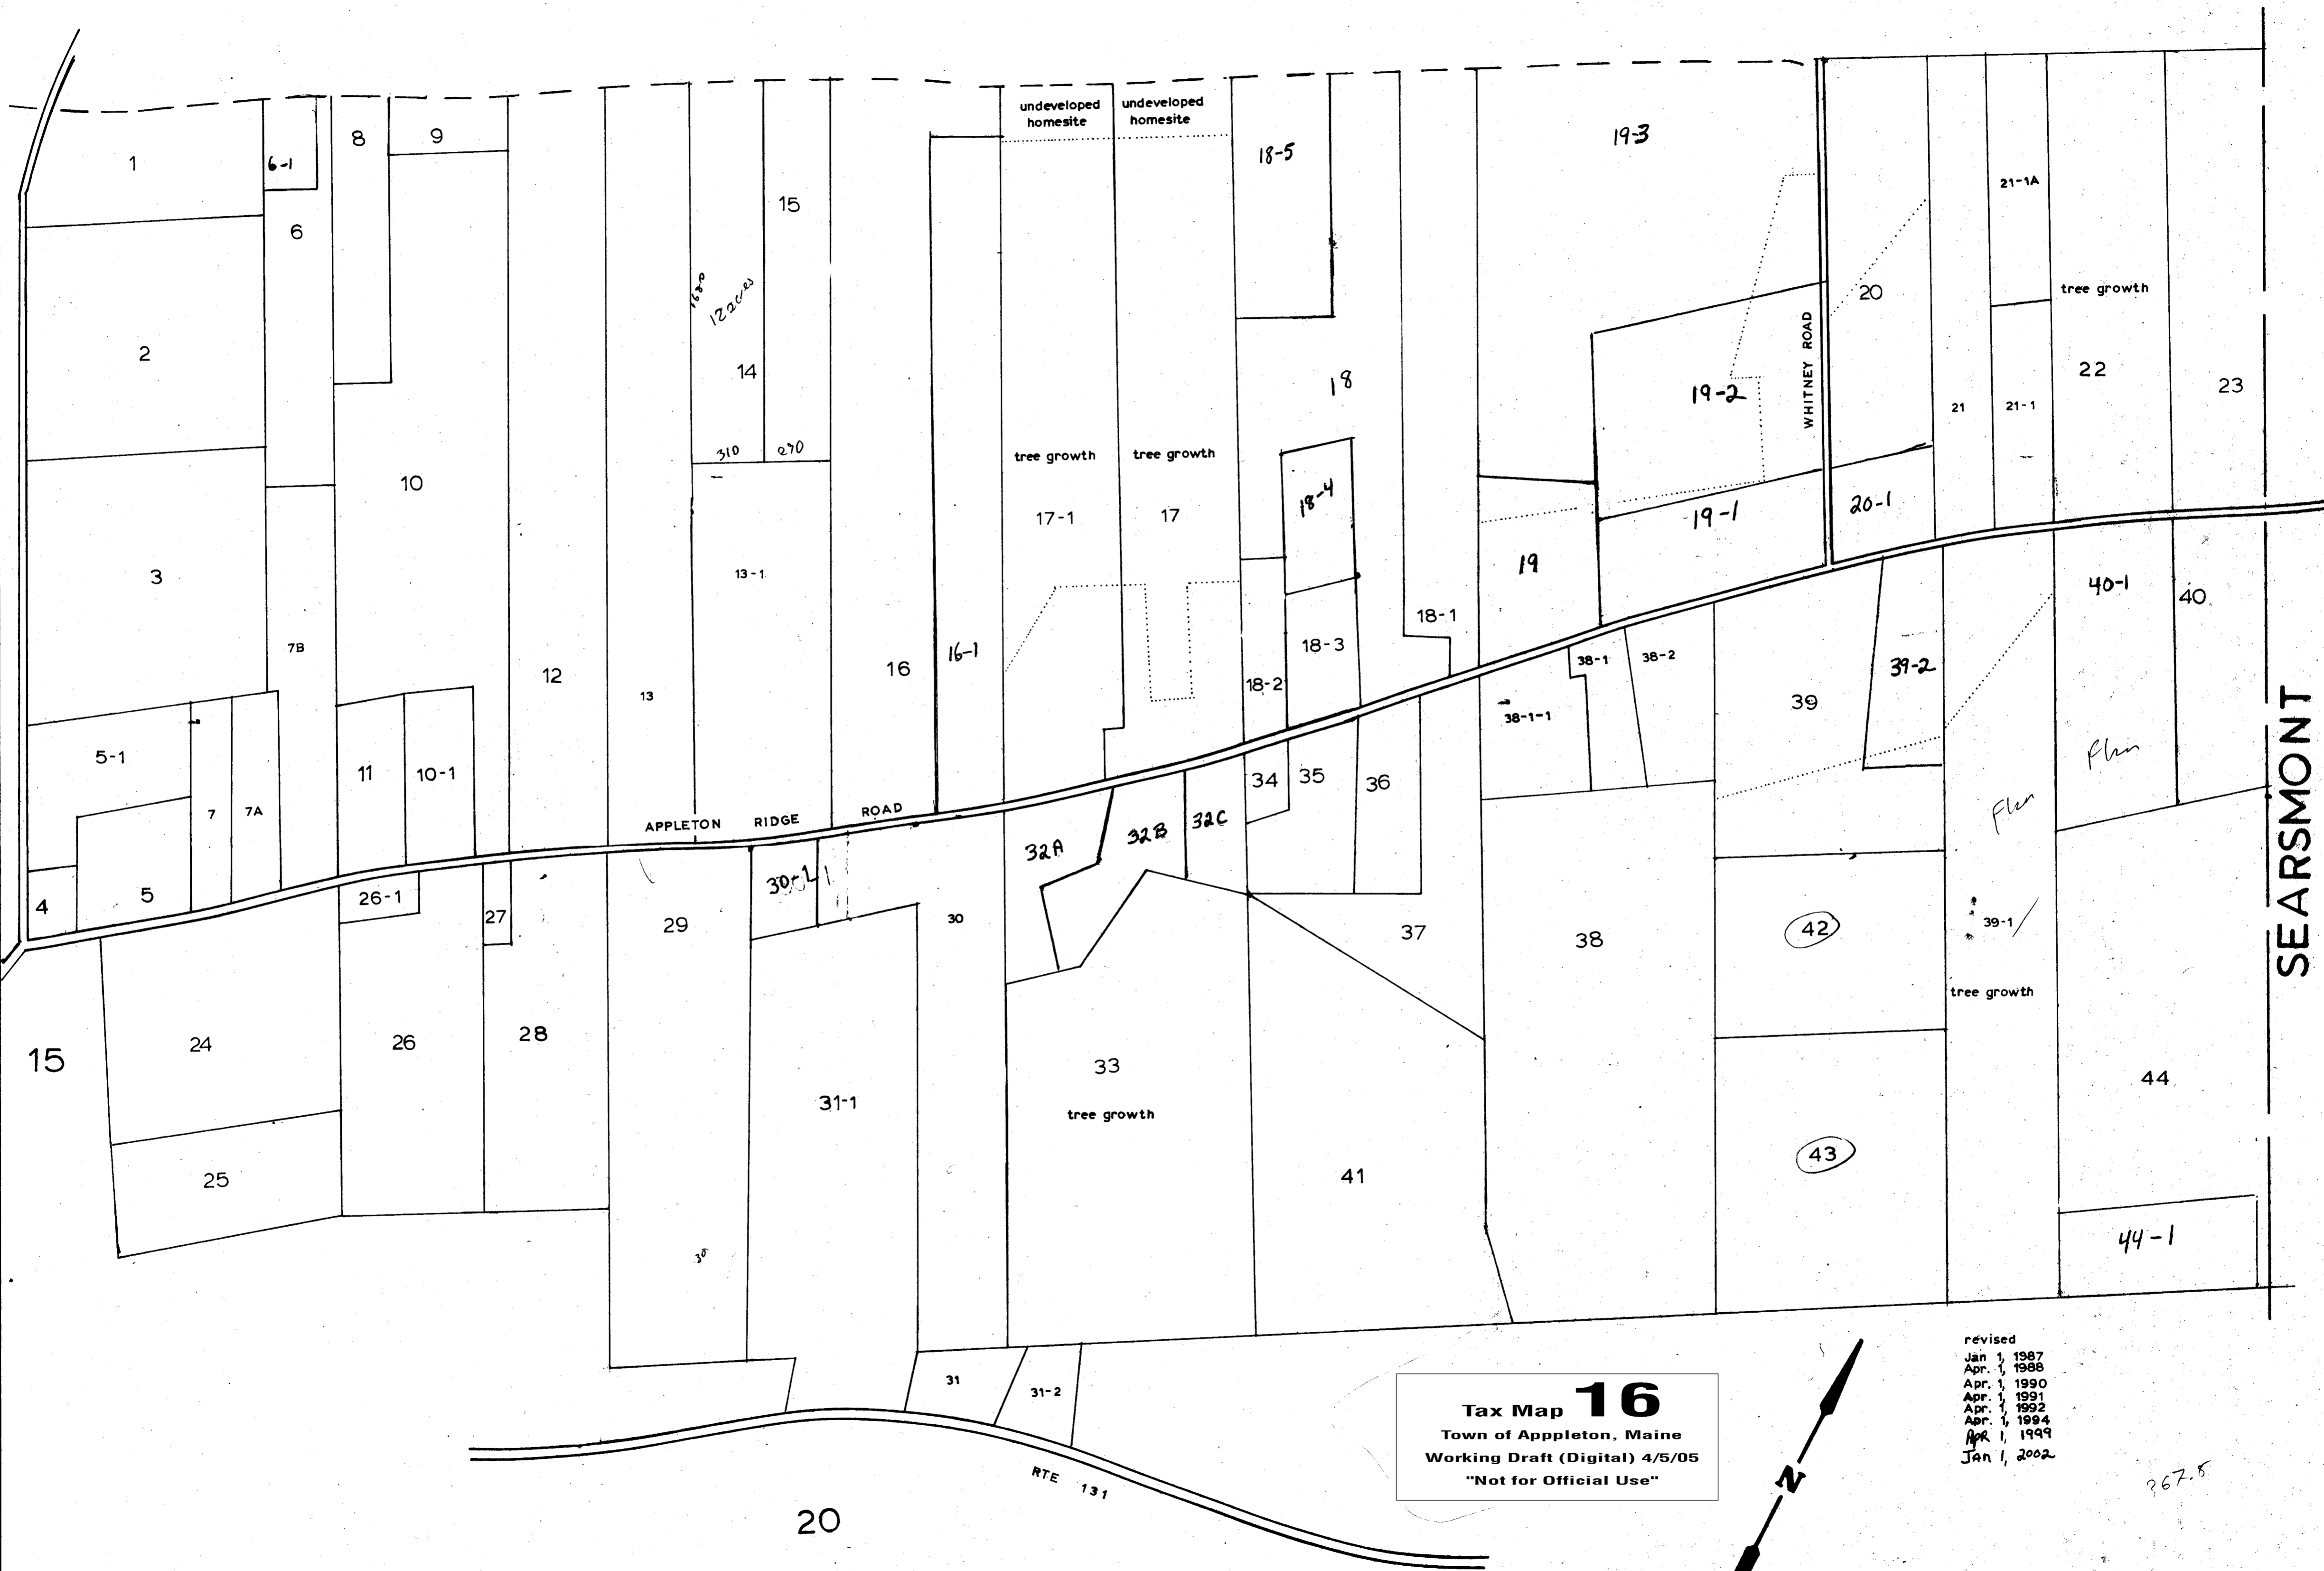 undeveloped
homesite
undeveloped
homesite
1
6-1
8
9
18-5
19-3
15
6
21-1A
2
12 acres
14
18
20
tree growth
22
23
19-2
WHITNEY ROAD
21
21-1
310
290
tree growth
tree growth
10
18-4
17-1
17
19-1
20-1
3
13-1
19
40-1
40
7B
12
13
16
16-1
18-3
18-2
18-1
38-1
38-2
39-2
39
38-1-1
5-1
11
10-1
34
35
36
7
7A
APPLETON RIDGE ROAD
32A
32B
32C
4
5
26-1
27
29
30-1
30
37
38
42
39-1
tree growth
SEARSMONT
15
24
26
28
33
tree growth
31-1
44
25
41
43
44-1
30
31
31-2
RTE 131
20
Tax Map 16
Town of Apppleton, Maine
Working Draft (Digital) 4/5/05
"Not for Official Use"
N
revised
Jan 1, 1987
Apr. 1, 1988
Apr. 1, 1990
Apr. 1, 1991
Apr. 1, 1992
Apr. 1, 1994
APR 1, 1999
JAN 1, 2002